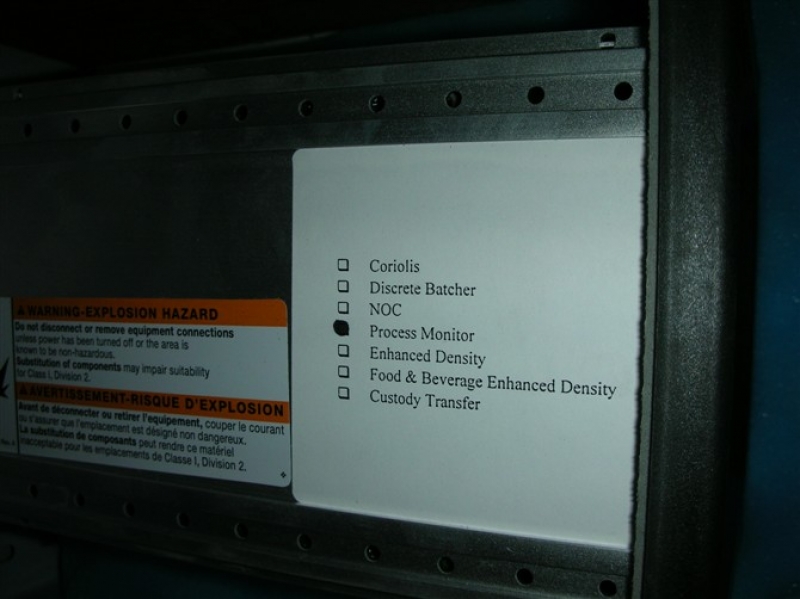 WARNING-EXPLOSION HAZARD
Do not disconnect or remove equipment connections
unless power has been turned off or the area is
known to be non-hazardous.
Substitution of components may impair suitability
for Class I, Division 2.
AVERTISSEMENT-RISQUE D'EXPLOSION
Avant de déconnecter ou retirer l'equipement, couper le courant
ou s'assurer que l'emplacement est désigné non dangereux.
La substitution de composants peut rendre ce matériel
inacceptable pour les emplacements de Classe I, Division 2.
Coriolis
Discrete Batcher
NOC
Process Monitor
Enhanced Density
Food & Beverage Enhanced Density
Custody Transfer